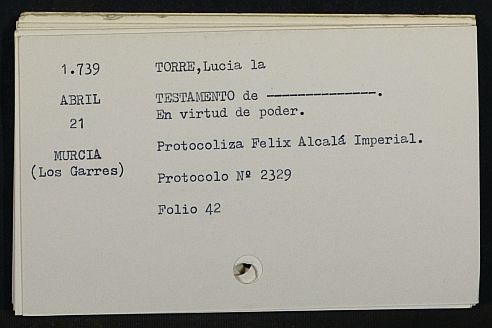 1.739
TORRE,Lucia la
ABRIL
TESTAMENTO de --------------.
21
En virtud de poder.
MURCIA
Protocoliza Felix Alcalá Imperial.
(Los Garres)
Protocolo Nº 2329
Folio 42